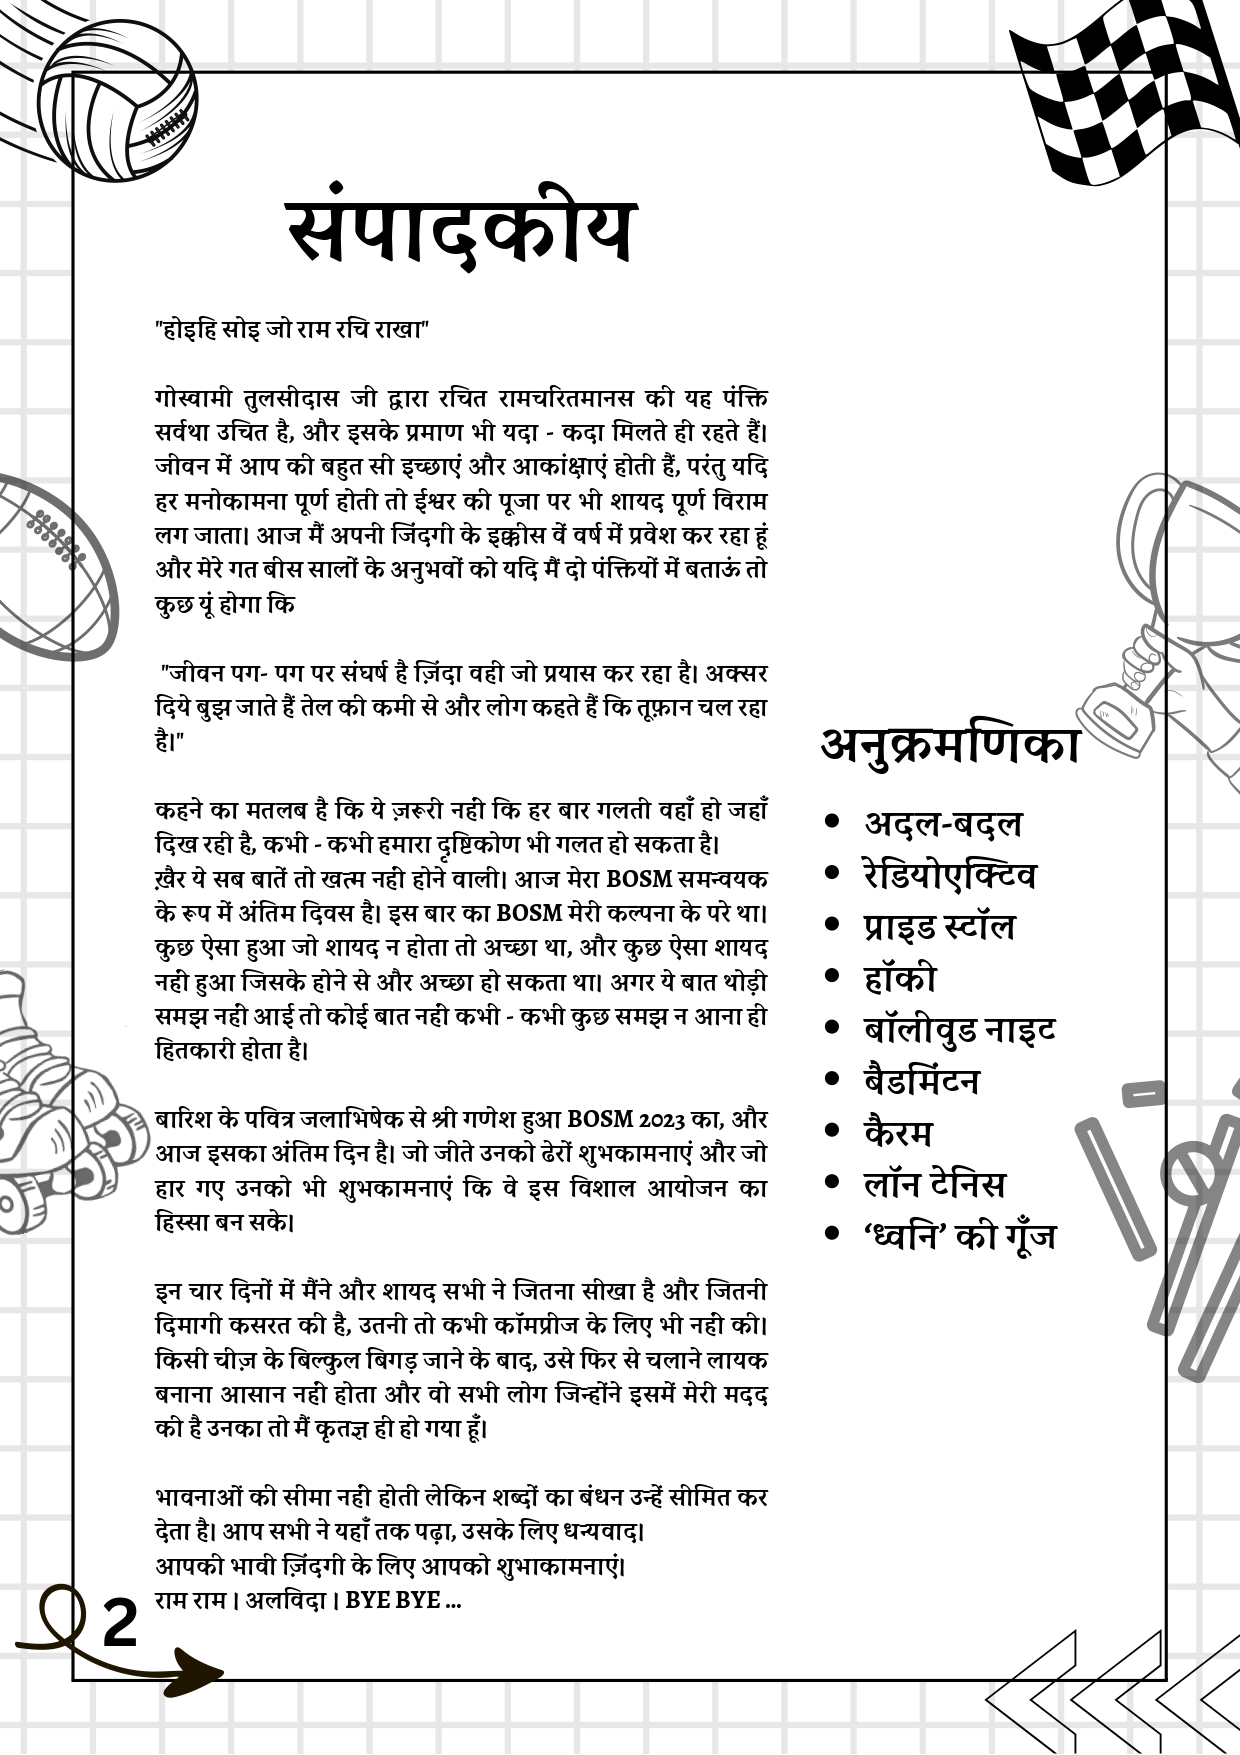 संपादकीय
"होइहि सोइ जो राम रचि राखा"
गोस्वामी तुलसीदास जी द्वारा रचित रामचरितमानस की यह पंक्ति
सर्वथा उचित है, और इसके प्रमाण भी यदा - कदा मिलते ही रहते हैं।
जीवन में आप की बहुत सी इच्छाएं और आकांक्षाएं होती हैं, परंतु यदि
हर मनोकामना पूर्ण होती तो ईश्वर की पूजा पर भी शायद पूर्ण विराम
लग जाता। आज मैं अपनी जिंदगी के इक्कीस वें वर्ष में प्रवेश कर रहा हूं
और मेरे गत बीस सालों के अनुभवों को यदि मैं दो पंक्तियों में बताऊं तो
कुछ यूं होगा कि
"जीवन पग- पग पर संघर्ष है ज़िंदा वही जो प्रयास कर रहा है। अक्सर
दिये बुझ जाते हैं तेल की कमी से और लोग कहते हैं कि तूफ़ान चल रहा
है।"
कहने का मतलब है कि ये ज़रूरी नहीं कि हर बार गलती वहाँ हो जहाँ
दिख रही है, कभी - कभी हमारा दृष्टिकोण भी गलत हो सकता है।
ख़ैर ये सब बातें तो खत्म नहीं होने वाली। आज मेरा BOSM समन्वयक
के रूप में अंतिम दिवस है। इस बार का BOSM मेरी कल्पना के परे था।
कुछ ऐसा हुआ जो शायद न होता तो अच्छा था, और कुछ ऐसा शायद
नहीं हुआ जिसके होने से और अच्छा हो सकता था। अगर ये बात थोड़ी
समझ नहीं आई तो कोई बात नहीं कभी - कभी कुछ समझ न आना ही
हितकारी होता है।
बारिश के पवित्र जलाभिषेक से श्री गणेश हुआ BOSM 2023 का, और
आज इसका अंतिम दिन है। जो जीते उनको ढेरों शुभकामनाएं और जो
हार गए उनको भी शुभकामनाएं कि वे इस विशाल आयोजन का
हिस्सा बन सके।
इन चार दिनों में मैंने और शायद सभी ने जितना सीखा है और जितनी
दिमागी कसरत की है, उतनी तो कभी कॉमप्रीज के लिए भी नहीं की।
किसी चीज़ के बिल्कुल बिगड़ जाने के बाद, उसे फिर से चलाने लायक
बनाना आसान नहीं होता और वो सभी लोग जिन्होंने इसमें मेरी मदद
की है उनका तो मैं कृतज्ञ ही हो गया हूँ।
भावनाओं की सीमा नहीं होती लेकिन शब्दों का बंधन उन्हें सीमित कर
देता है। आप सभी ने यहाँ तक पढ़ा, उसके लिए धन्यवाद।
आपकी भावी ज़िंदगी के लिए आपको शुभाकामनाएं।
राम राम । अलविदा । BYE BYE ...
अनुक्रमणिका
• अदल-बदल
• रेडियोएक्टिव
• प्राइड स्टॉल
• हॉकी
• बॉलीवुड नाइट
• बैडमिंटन
• कैरम
• लॉन टेनिस
• ‘ध्वनि’ की गूँज
2